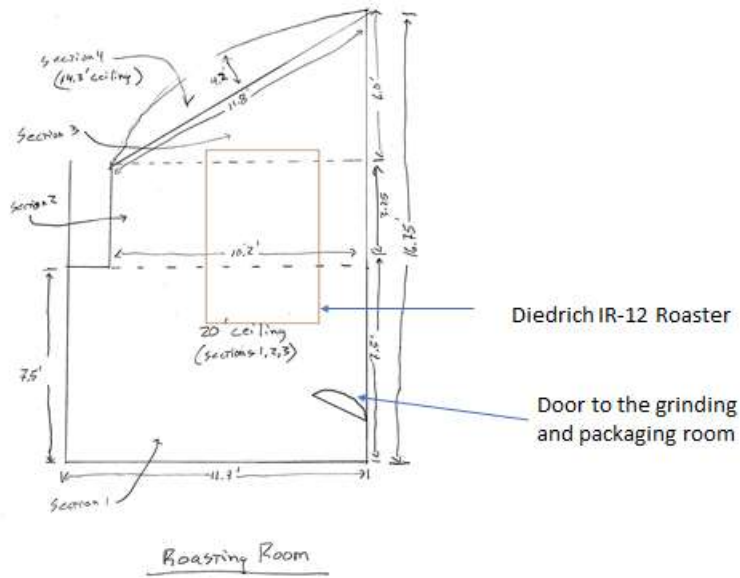 Section 4
(14.3' ceiling)
4.2'
11.8'
6.0'
Section 3
Section 2
3.25
16.75'
10.2'
Diedrich IR-12 Roaster
20' ceiling
(sections 1,2,3)
7.5'
7.5'
Door to the grinding
and packaging room
11.3'
Section 1
Roasting Room